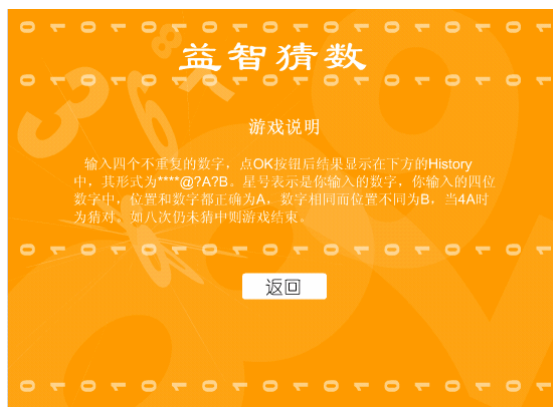 益智猜数
游戏说明
输入四个不重复的数字，点OK按钮后结果显示在下方的History
中，其形式为****@?A?B。星号表示是你输入的数字，你输入的四位
数字中，位置和数字都正确为A，数字相同而位置不同为B，当4A时
为猜对。如八次仍未猜中则游戏结束。
返回